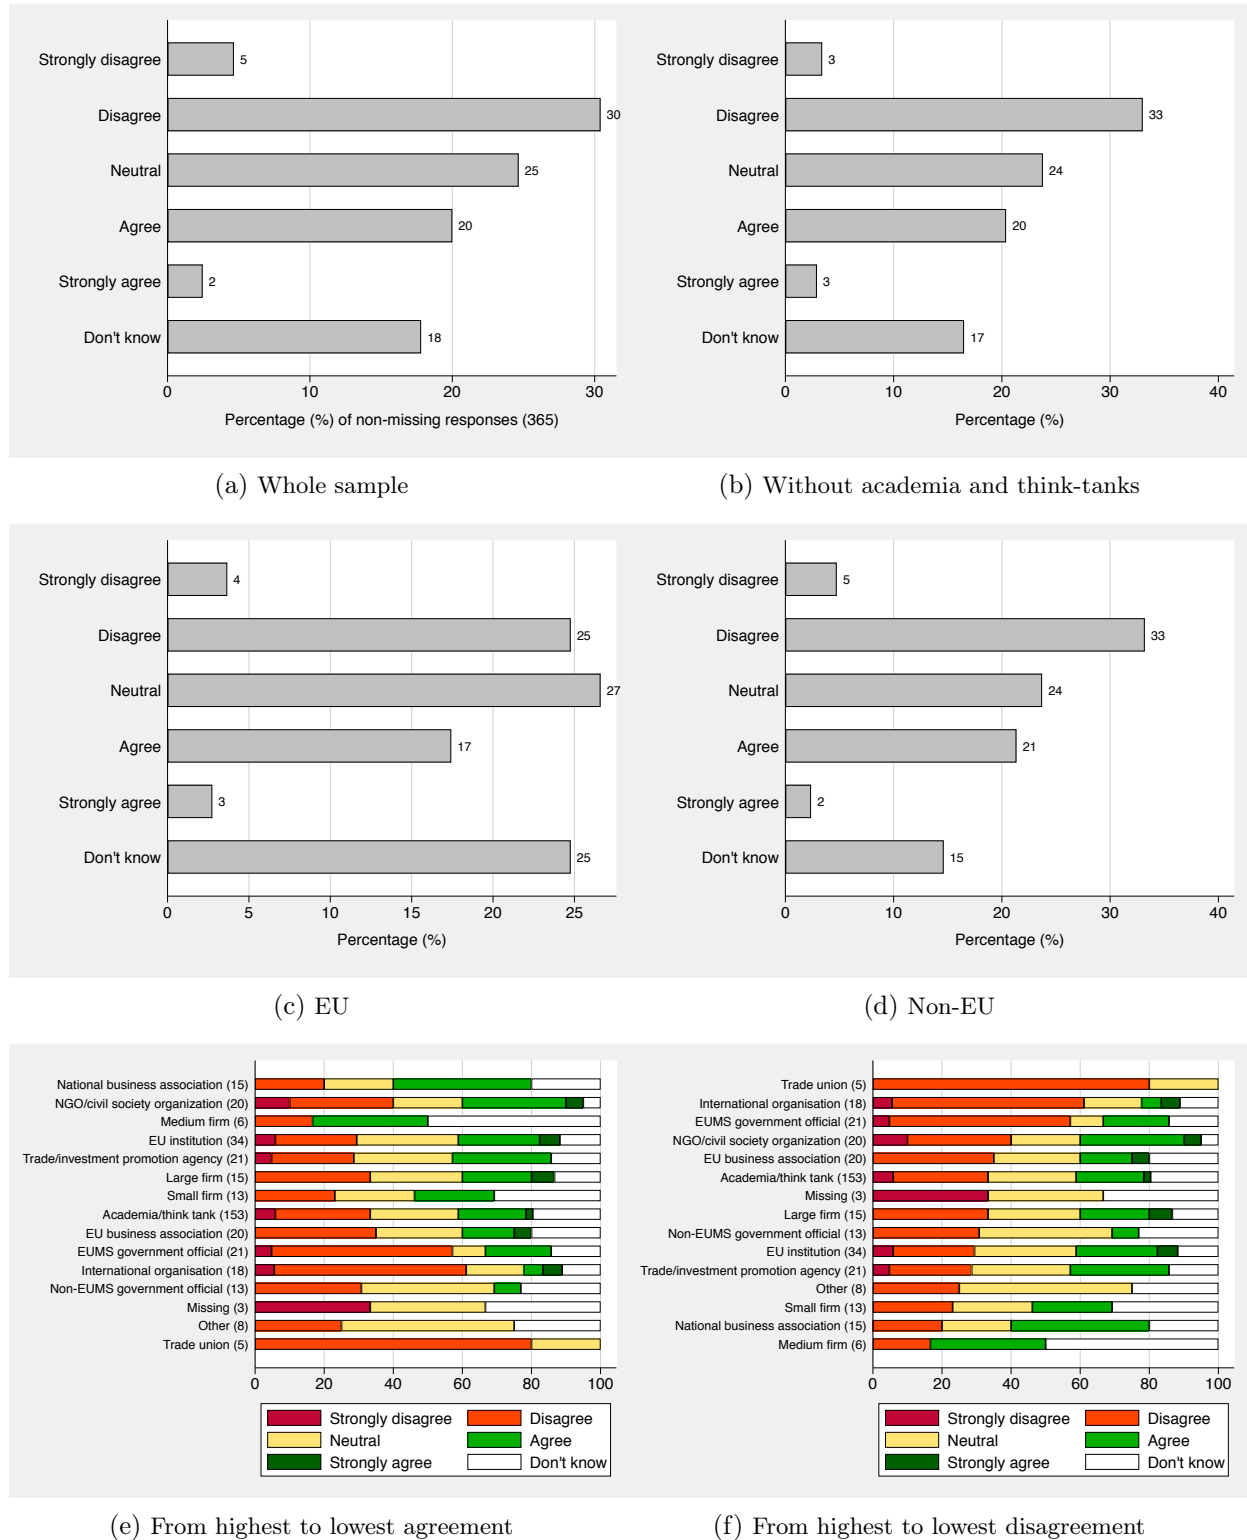 Strongly disagree
5
Disagree
30
Neutral
25
Agree
20
Strongly agree
2
Don't know
18
0 10 20 30
Percentage (%) of non-missing responses (365)
(a) Whole sample
Strongly disagree
3
Disagree
33
Neutral
24
Agree
20
Strongly agree
3
Don't know
17
0 10 20 30 40
Percentage (%)
(b) Without academia and think-tanks
Strongly disagree
4
Disagree
25
Neutral
27
Agree
17
Strongly agree
3
Don't know
25
0 5 10 15 20 25
Percentage (%)
(c) EU
Strongly disagree
5
Disagree
33
Neutral
24
Agree
21
Strongly agree
2
Don't know
15
0 10 20 30 40
Percentage (%)
(d) Non-EU
National business association (15)
NGO/civil society organization (20)
Medium firm (6)
EU institution (34)
Trade/investment promotion agency (21)
Large firm (15)
Small firm (13)
Academia/think tank (153)
EU business association (20)
EUMS government official (21)
International organisation (18)
Non-EUMS government official (13)
Missing (3)
Other (8)
Trade union (5)
0 20 40 60 80 100
Strongly disagree Disagree
Neutral Agree
Strongly agree Don't know
(e) From highest to lowest agreement
Trade union (5)
International organisation (18)
EUMS government official (21)
NGO/civil society organization (20)
EU business association (20)
Academia/think tank (153)
Missing (3)
Large firm (15)
Non-EUMS government official (13)
EU institution (34)
Trade/investment promotion agency (21)
Other (8)
Small firm (13)
National business association (15)
Medium firm (6)
0 20 40 60 80 100
Strongly disagree Disagree
Neutral Agree
Strongly agree Don't know
(f) From highest to lowest disagreement